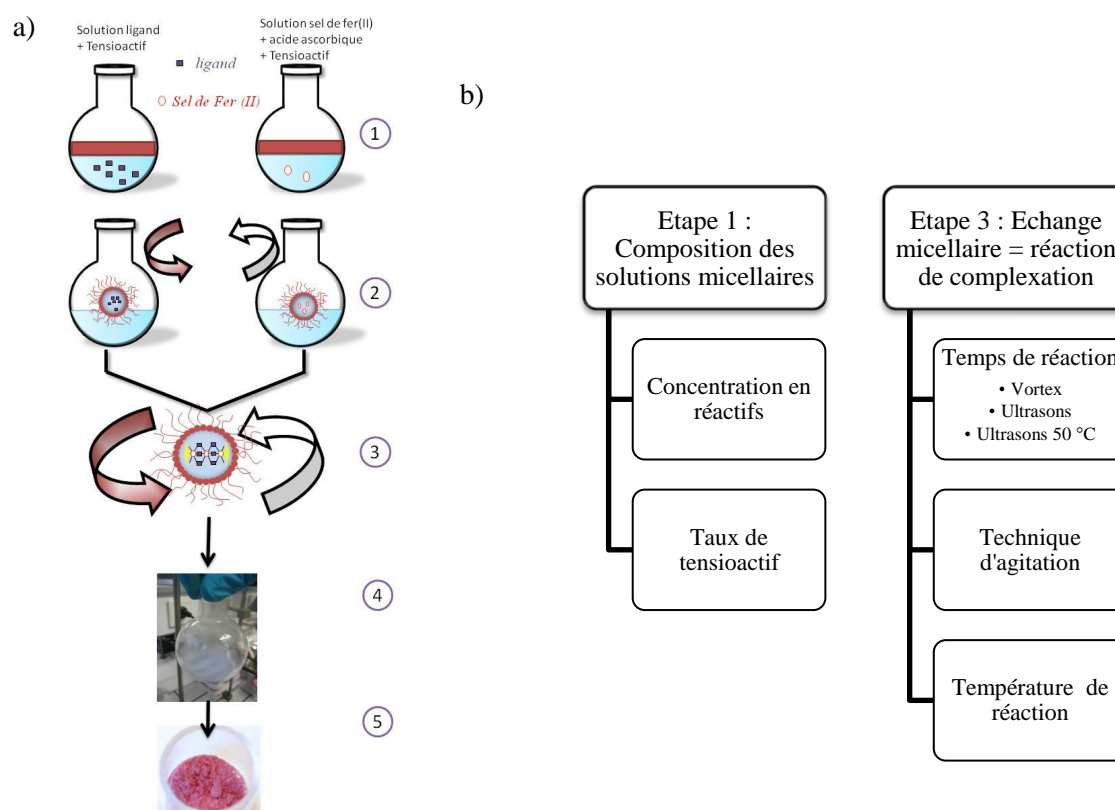 a)
Solution ligand
+ Tensioactif
Solution sel de fer(II)
+ acide ascorbique
+ Tensioactif
ligand
Sel de Fer (II)
1
2
3
4
5
b)
Etape 1 :
Composition des
solutions micellaires
Concentration en
réactifs
Taux de
tensioactif
Etape 3 : Echange
micellaire = réaction
de complexation
Temps de réaction
• Vortex
• Ultrasons
• Ultrasons 50 °C
Technique
d'agitation
Température de
réaction